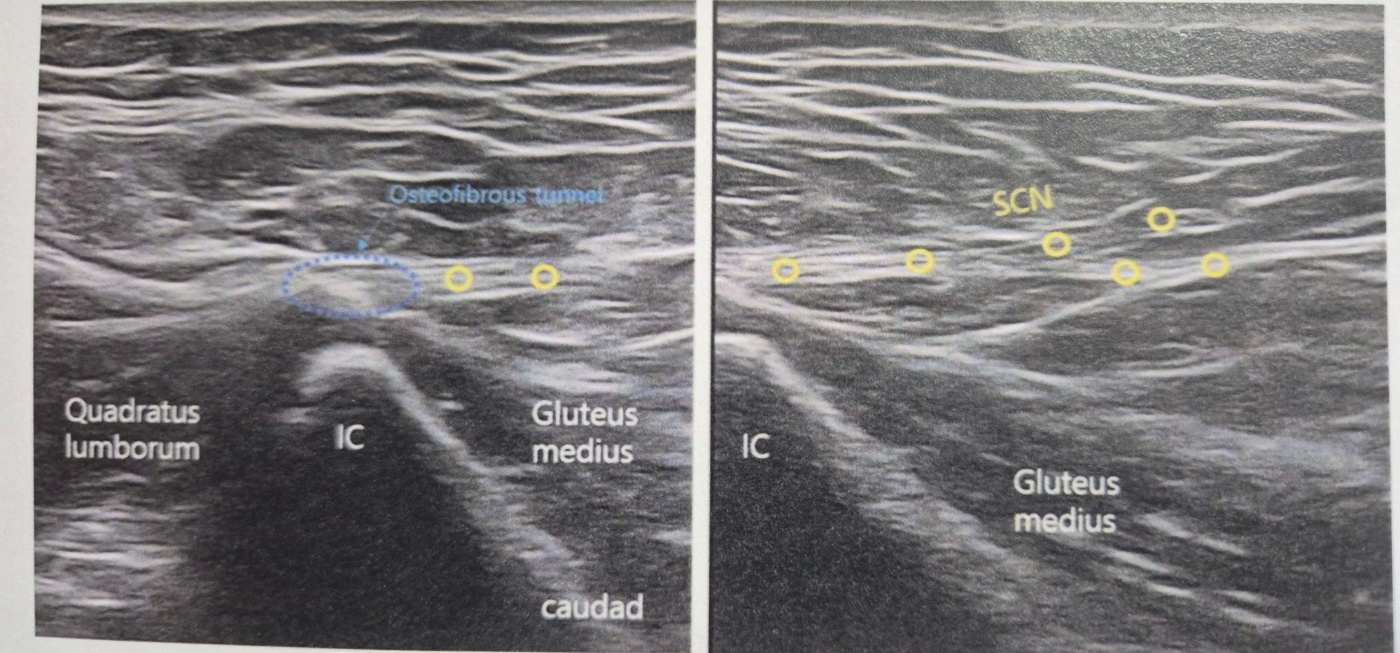 Osteofibrous tunnel
Quadratus
lumborum
IC
Gluteus
medius
caudad
SCN
IC
Gluteus
medius